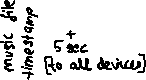 music file
timestamp
+
5 sec
[to all devices]